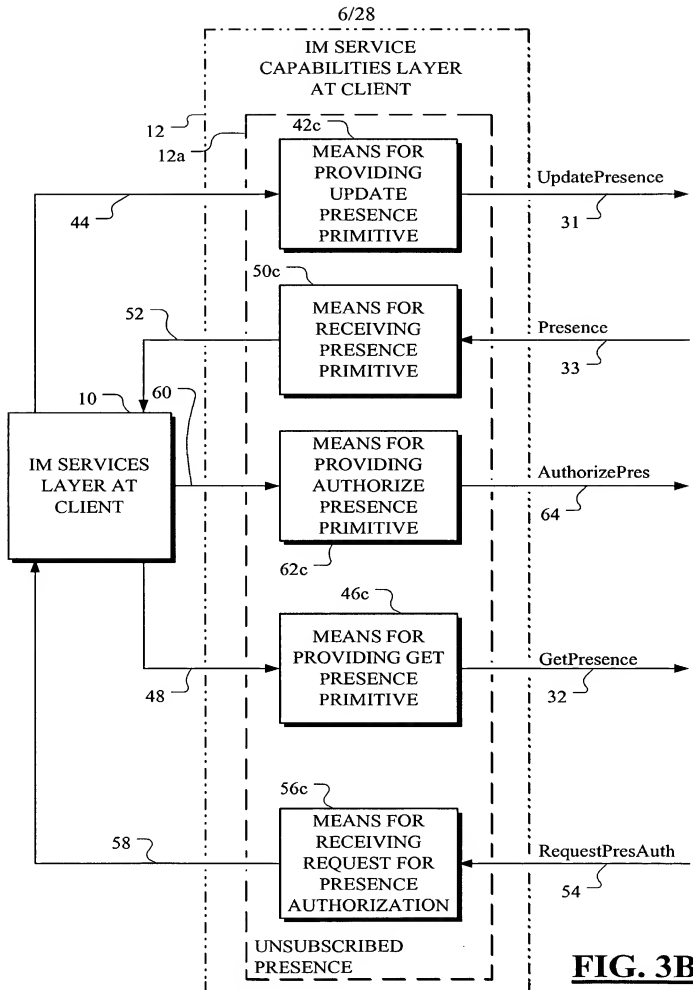 6/28
IM SERVICE
CAPABILITIES LAYER
AT CLIENT
12
12a
42c
MEANS FOR
PROVIDING
UPDATE
PRESENCE
PRIMITIVE
UpdatePresence
44
31
50c
52
MEANS FOR
RECEIVING
PRESENCE
PRIMITIVE
Presence
33
10
60
IM SERVICES
LAYER AT
CLIENT
MEANS FOR
PROVIDING
AUTHORIZE
PRESENCE
PRIMITIVE
AuthorizePres
64
62c
46c
MEANS FOR
PROVIDING GET
PRESENCE
PRIMITIVE
GetPresence
48
32
56c
58
MEANS FOR
RECEIVING
REQUEST FOR
PRESENCE
AUTHORIZATION
RequestPresAuth
54
UNSUBSCRIBED
PRESENCE
FIG. 3B